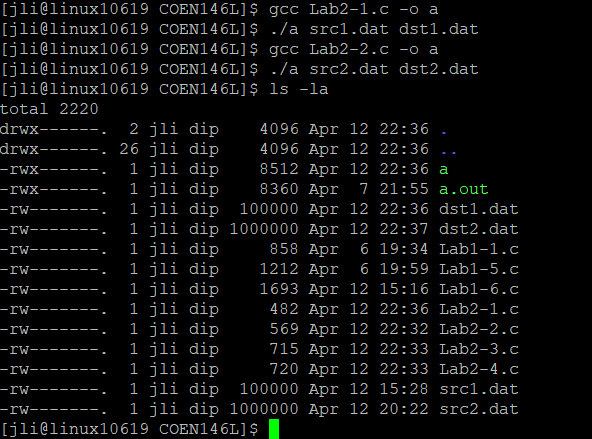 [jli@linux10619 COEN146L]$ gcc Lab2-1.c -o a
[jli@linux10619 COEN146L]$ ./a src1.dat dst1.dat
[jli@linux10619 COEN146L]$ gcc Lab2-2.c -o a
[jli@linux10619 COEN146L]$ ./a src2.dat dst2.dat
[jli@linux10619 COEN146L]$ ls -la
total 2220
drwx------.  2 jli dip    4096 Apr 12 22:36 .
drwx------. 26 jli dip    4096 Apr 12 22:36 ..
-rwx------.  1 jli dip    8512 Apr 12 22:36 a
-rwx------.  1 jli dip    8360 Apr  7 21:55 a.out
-rw-------.  1 jli dip  100000 Apr 12 22:36 dst1.dat
-rw-------.  1 jli dip 1000000 Apr 12 22:37 dst2.dat
-rw-------.  1 jli dip     858 Apr  6 19:34 Lab1-1.c
-rw-------.  1 jli dip    1212 Apr  6 19:59 Lab1-5.c
-rw-------.  1 jli dip    1693 Apr 12 15:16 Lab1-6.c
-rw-------.  1 jli dip     482 Apr 12 22:36 Lab2-1.c
-rw-------.  1 jli dip     569 Apr 12 22:32 Lab2-2.c
-rw-------.  1 jli dip     715 Apr 12 22:33 Lab2-3.c
-rw-------.  1 jli dip     720 Apr 12 22:33 Lab2-4.c
-rw-------.  1 jli dip  100000 Apr 12 15:28 src1.dat
-rw-------.  1 jli dip 1000000 Apr 12 20:22 src2.dat
[jli@linux10619 COEN146L]$